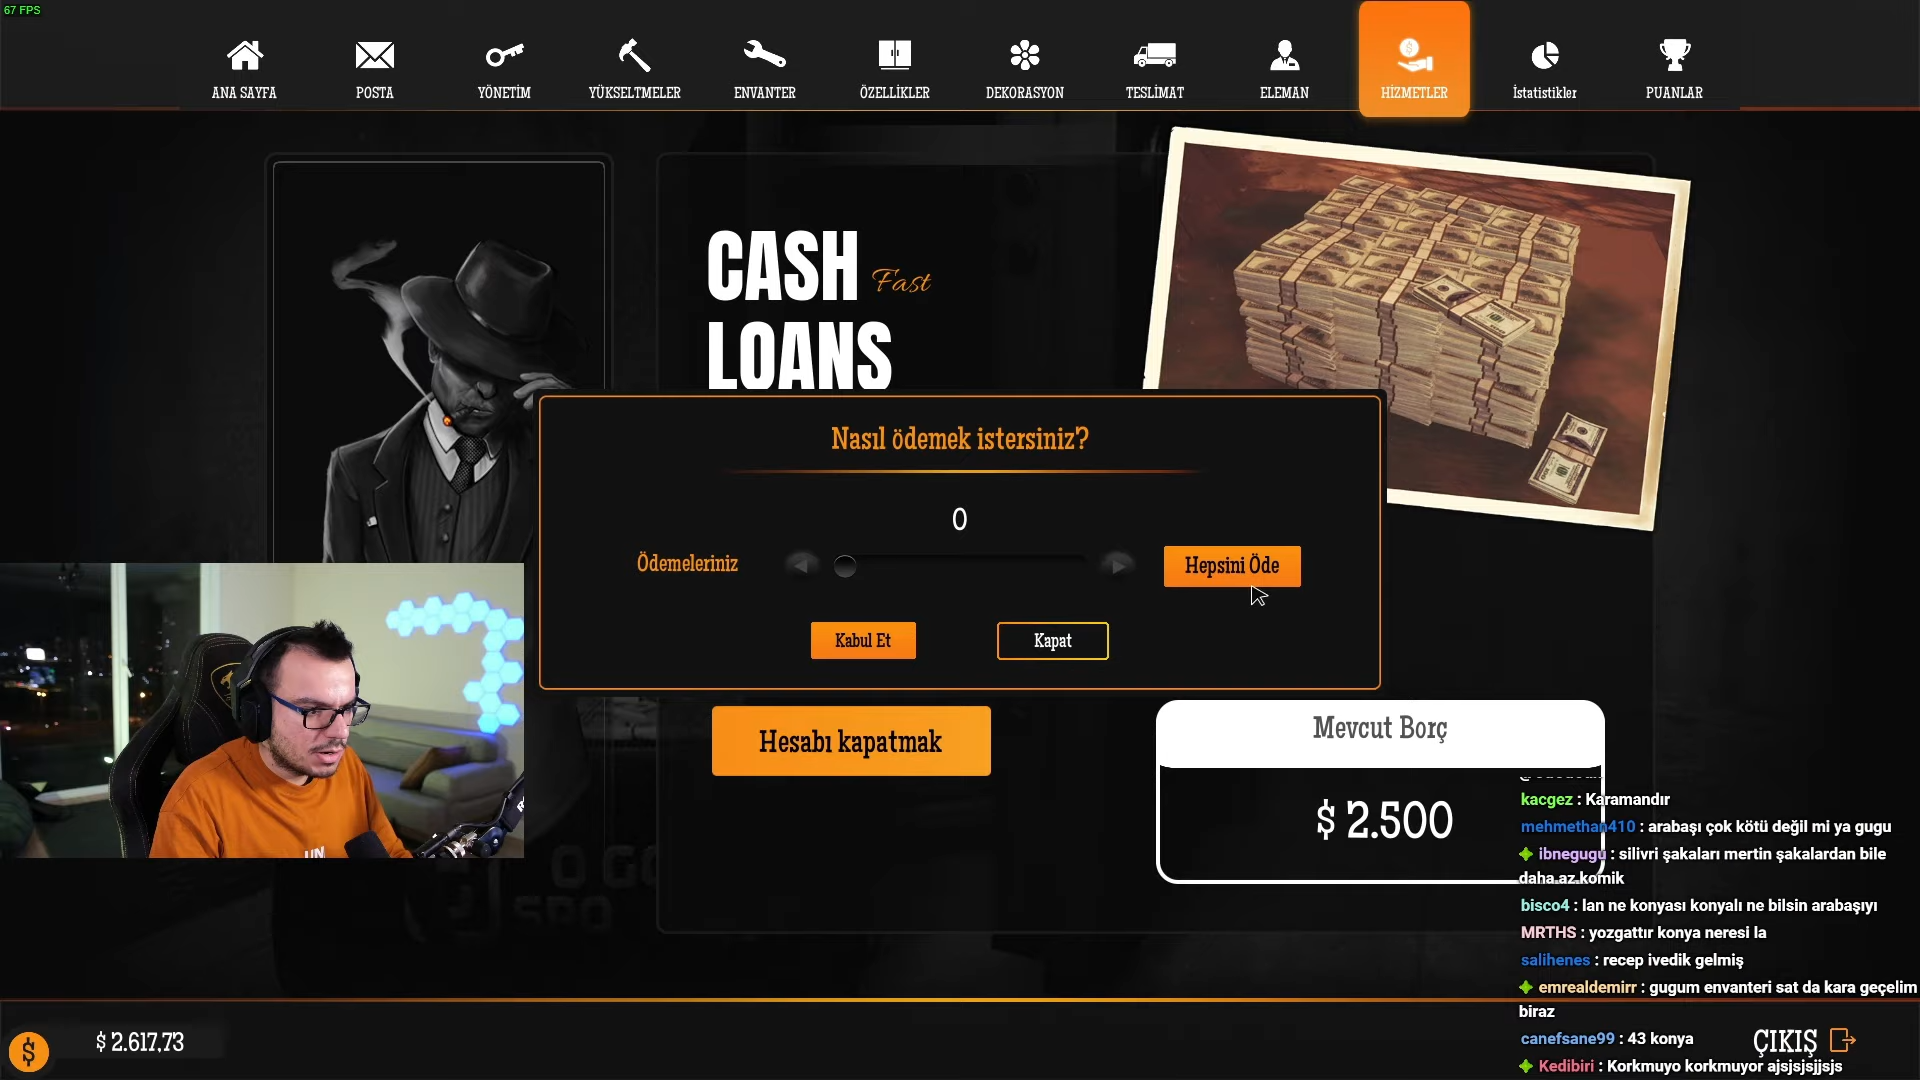 67 FPS
ANA SAYFA
POSTA
YÖNETİM
YÜKSELTMELER
ENVANTER
ÖZELLİKLER
DEKORASYON
TESLİMAT
ELEMAN
HİZMETLER
İstatistikler
PUANLAR
CASH Fast
LOANS
Nasıl ödemek istersiniz?
0
Ödemeleriniz
Hepsini Öde
Kabul Et
Kapat
Hesabı kapatmak
Mevcut Borç
$ 2.500
kacgez : Karamandır
mehmethan410 : arabaşı çok kötü değil mi ya gugu
ibnegugu : silivri şakaları mertin şakalardan bile
daha az komik
bisco4 : lan ne konyası konyalı ne bilsin arabaşıyı
MRTHS : yozgattır konya neresi la
salihenes : recep ivedik gelmiş
emrealdemirr : gugum envanteri sat da kara geçelim
biraz
canefsane99 : 43 konya
Kedibiri : Korkmuyo korkmuyor ajsjsjsjjsjs
$ 2.617,73
ÇIKIŞ